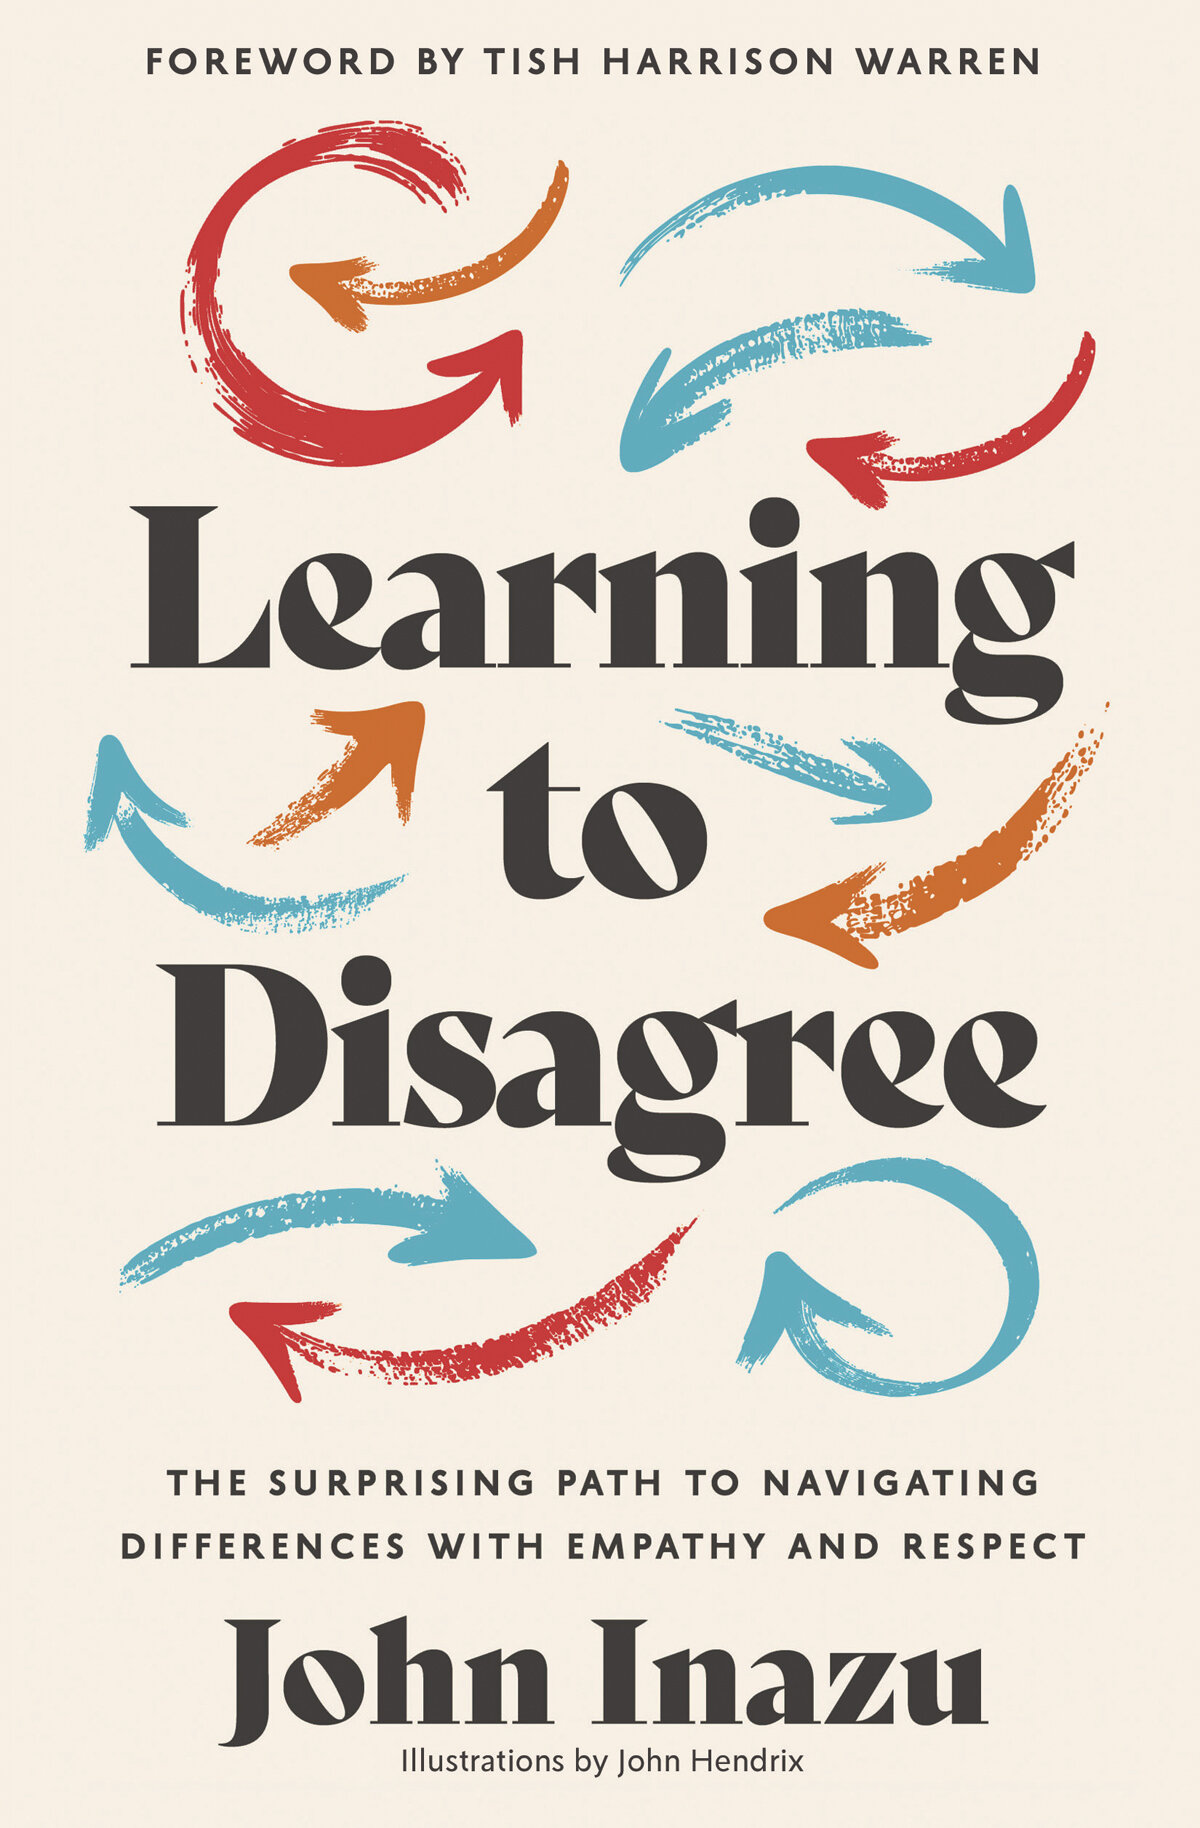 FOREWORD BY TISH HARRISON WARREN
Learning
to
Disagree
THE SURPRISING PATH TO NAVIGATING
DIFFERENCES WITH EMPATHY AND RESPECT
John Inazu
Illustrations by John Hendrix